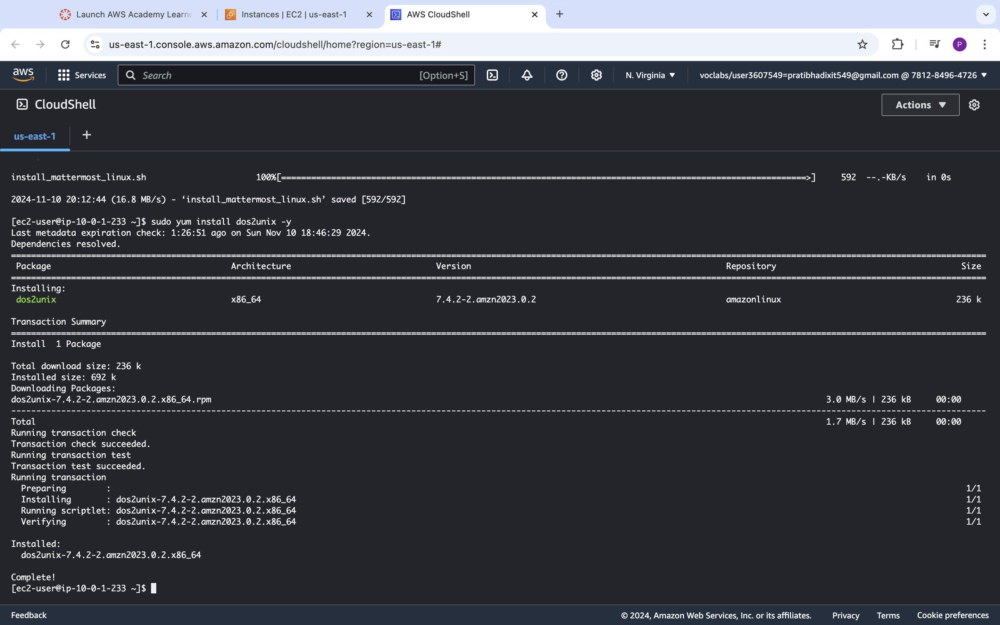 Launch AWS Academy Learne
Instances | EC2 | us-east-1
AWS CloudShell
us-east-1.console.aws.amazon.com/cloudshell/home?region=us-east-1#
P
aws
Services
Search
[Option+S]
N. Virginia
voclabs/user3607549=pratibhadixit549@gmail.com @ 7812-8496-4726
CloudShell
Actions
us-east-1
install_mattermost_linux.sh 100%[=========================================================================================================>] 592 --.-KB/s in 0s
2024-11-10 20:12:44 (16.8 MB/s) - ‘install_mattermost_linux.sh’ saved [592/592]
[ec2-user@ip-10-0-1-233 ~]$ sudo yum install dos2unix -y
Last metadata expiration check: 1:26:51 ago on Sun Nov 10 18:46:29 2024.
Dependencies resolved.
Package Architecture Version Repository Size
Installing:
dos2unix x86_64 7.4.2-2.amzn2023.0.2 amazonlinux 236 k
Transaction Summary
Install 1 Package
Total download size: 236 k
Installed size: 692 k
Downloading Packages:
dos2unix-7.4.2-2.amzn2023.0.2.x86_64.rpm 3.0 MB/s | 236 kB 00:00
Total 1.7 MB/s | 236 kB 00:00
Running transaction check
Transaction check succeeded.
Running transaction test
Transaction test succeeded.
Running transaction
Preparing : 1/1
Installing : dos2unix-7.4.2-2.amzn2023.0.2.x86_64 1/1
Running scriptlet: dos2unix-7.4.2-2.amzn2023.0.2.x86_64 1/1
Verifying : dos2unix-7.4.2-2.amzn2023.0.2.x86_64 1/1
Installed:
dos2unix-7.4.2-2.amzn2023.0.2.x86_64
Complete!
[ec2-user@ip-10-0-1-233 ~]$
Feedback
© 2024, Amazon Web Services, Inc. or its affiliates.
Privacy
Terms
Cookie preferences